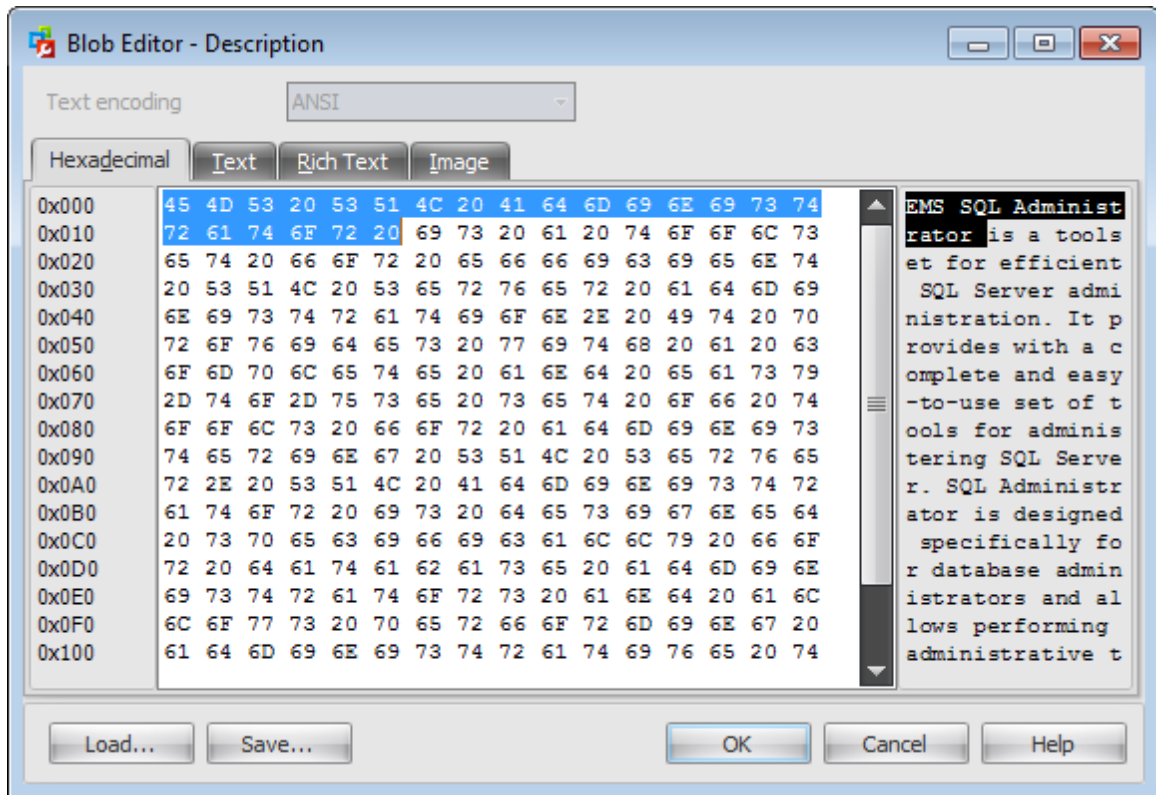 Blob Editor - Description
Text encoding ANSI
Hexadecimal Text Rich Text Image
0x000 45 4D 53 20 53 51 4C 20 41 64 6D 69 6E 69 73 74 EMS SQL Administ
0x010 72 61 74 6F 72 20 69 73 20 61 20 74 6F 6F 6C 73 rator is a tools
0x020 65 74 20 66 6F 72 20 65 66 66 69 63 69 65 6E 74 et for efficient
0x030 20 53 51 4C 20 53 65 72 76 65 72 20 61 64 6D 69 SQL Server admi
0x040 6E 69 73 74 72 61 74 69 6F 6E 2E 20 49 74 20 70 nistration. It p
0x050 72 6F 76 69 64 65 73 20 77 69 74 68 20 61 20 63 rovides with a c
0x060 6F 6D 70 6C 65 74 65 20 61 6E 64 20 65 61 73 79 omplete and easy
0x070 2D 74 6F 2D 75 73 65 20 73 65 74 20 6F 66 20 74 -to-use set of t
0x080 6F 6F 6C 73 20 66 6F 72 20 61 64 6D 69 6E 69 73 ools for adminis
0x090 74 65 72 69 6E 67 20 53 51 4C 20 53 65 72 76 65 tering SQL Serve
0x0A0 72 2E 20 53 51 4C 20 41 64 6D 69 6E 69 73 74 72 r. SQL Administr
0x0B0 61 74 6F 72 20 69 73 20 64 65 73 69 67 6E 65 64 ator is designed
0x0C0 20 73 70 65 63 69 66 69 63 61 6C 6C 79 20 66 6F specifically fo
0x0D0 72 20 64 61 74 61 62 61 73 65 20 61 64 6D 69 6E r database admin
0x0E0 69 73 74 72 61 74 6F 72 73 20 61 6E 64 20 61 6C istrators and al
0x0F0 6C 6F 77 73 20 70 65 72 66 6F 72 6D 69 6E 67 20 lows performing
0x100 61 64 6D 69 6E 69 73 74 72 61 74 69 76 65 20 74 administrative t
Load... Save... OK Cancel Help